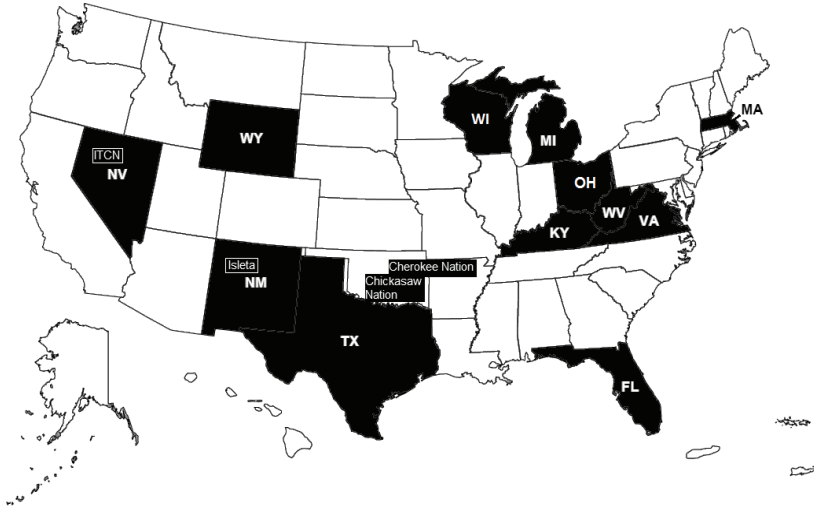 MA
WI
MI
WY
ITCN
NV
OH
WV
VA
KY
Isleta
NM
Cherokee Nation
Chickasaw
Nation
TX
FL